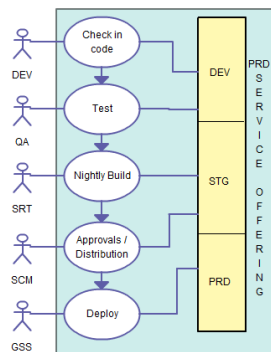 Check in
code
DEV
Test
QA
Nightly Build
SRT
Approvals /
Distribution
SCM
Deploy
GSS
DEV
STG
PRD
PRD
S
E
R
V
I
C
E
O
F
F
E
R
I
N
G